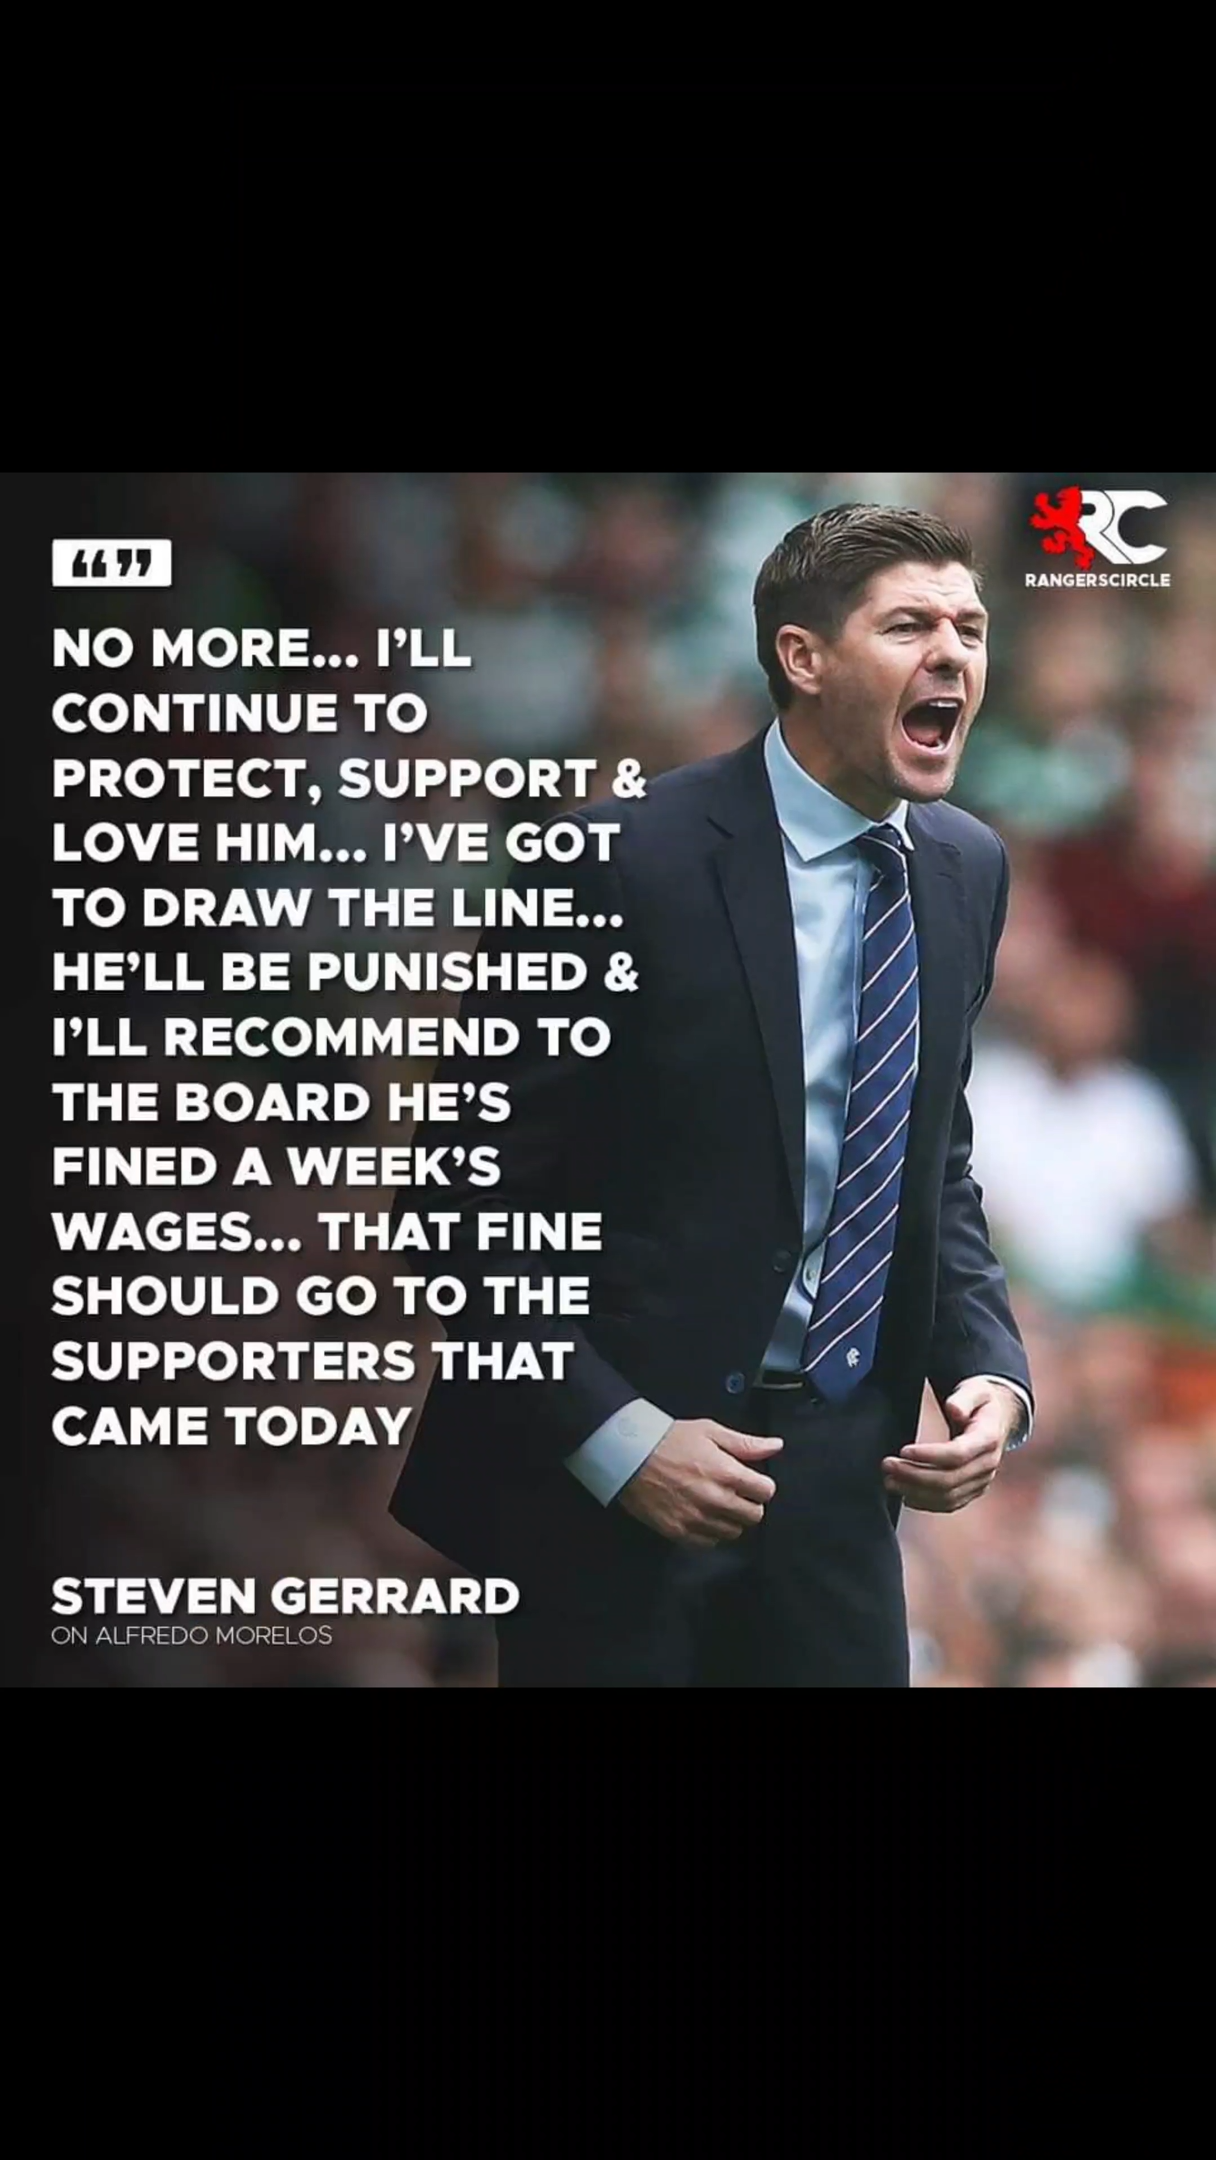 RC
RANGERSCIRCLE
“”
NO MORE... I’LL
CONTINUE TO
PROTECT, SUPPORT &
LOVE HIM... I’VE GOT
TO DRAW THE LINE...
HE’LL BE PUNISHED &
I’LL RECOMMEND TO
THE BOARD HE’S
FINED A WEEK’S
WAGES... THAT FINE
SHOULD GO TO THE
SUPPORTERS THAT
CAME TODAY
STEVEN GERRARD
ON ALFREDO MORELOS